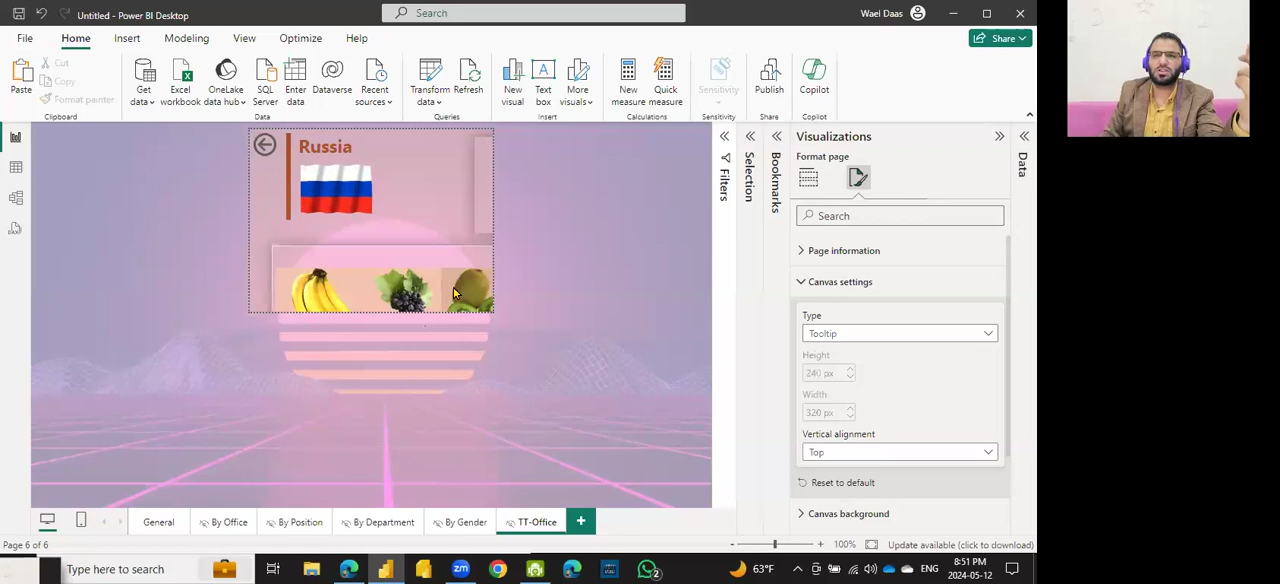 Untitled - Power BI Desktop
Search
Wael Daas
File
Home
Insert
Modeling
View
Optimize
Help
Share
Paste
Cut
Copy
Format painter
Clipboard
Get data
Excel workbook
OneLake data hub
SQL Server
Enter data
Dataverse
Recent sources
Data
Transform data
Refresh
Queries
New visual
Text box
More visuals
Insert
New measure
Quick measure
Calculations
Sensitivity
Sensitivity
Publish
Share
Copilot
Copilot
Russia
Filters
Selection
Bookmarks
Visualizations
Data
Format page
Search
Page information
Canvas settings
Type
Tooltip
Height
240 px
Width
320 px
Vertical alignment
Top
Reset to default
Canvas background
General
By Office
By Position
By Department
By Gender
TT-Office
Page 6 of 6
100%
Update available (click to download)
Type here to search
zm
2
63°F
ENG
8:51 PM
2024-05-12